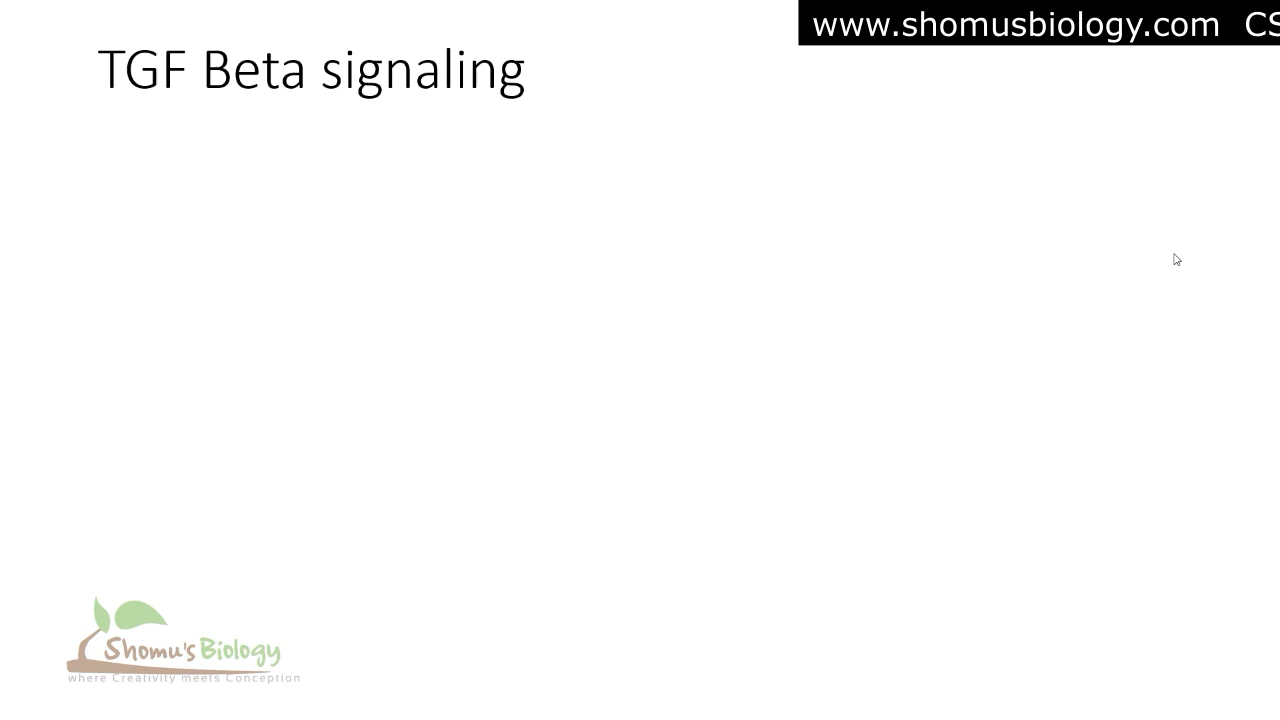 www.shomusbiology.com CS
TGF Beta signaling
Shomu's Biology
where Creativity meets Conception